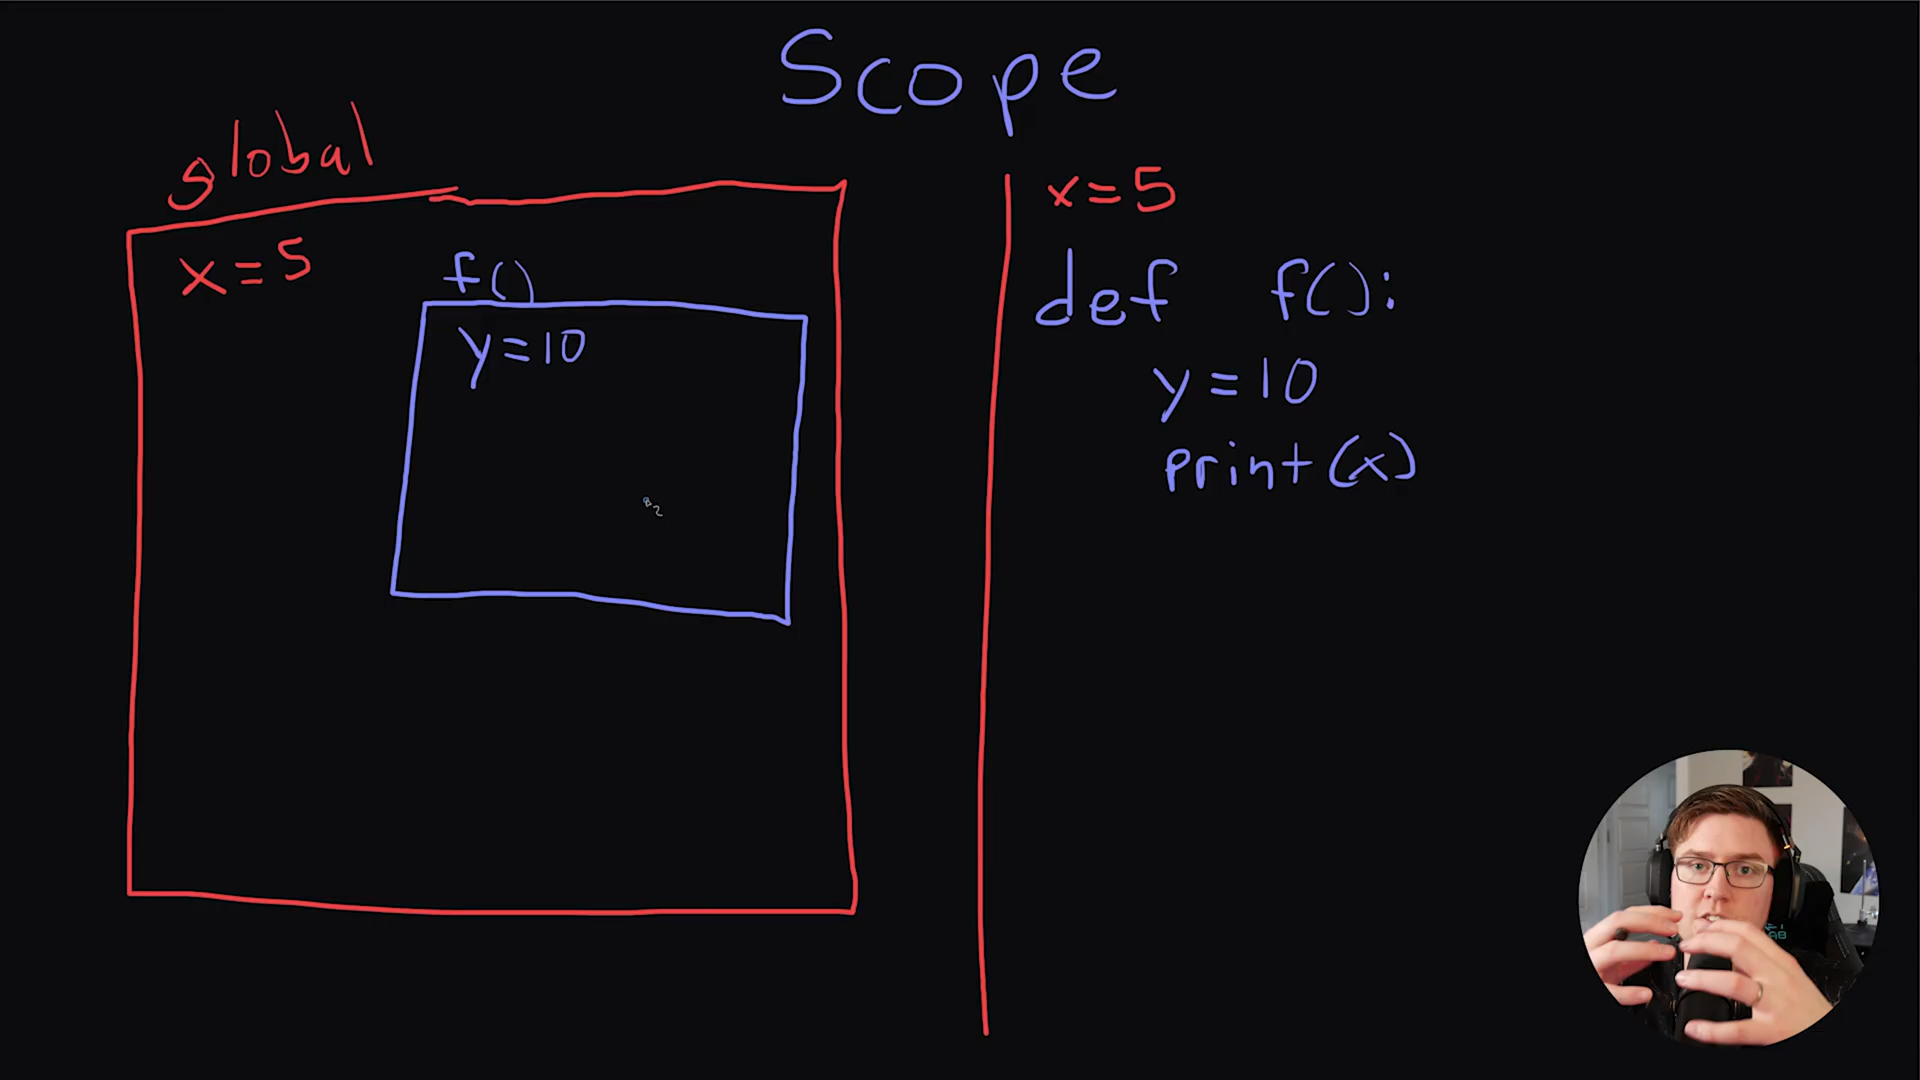 Scope
global
x = 5
f()
y = 10
x = 5
def f():
y = 10
print(x)